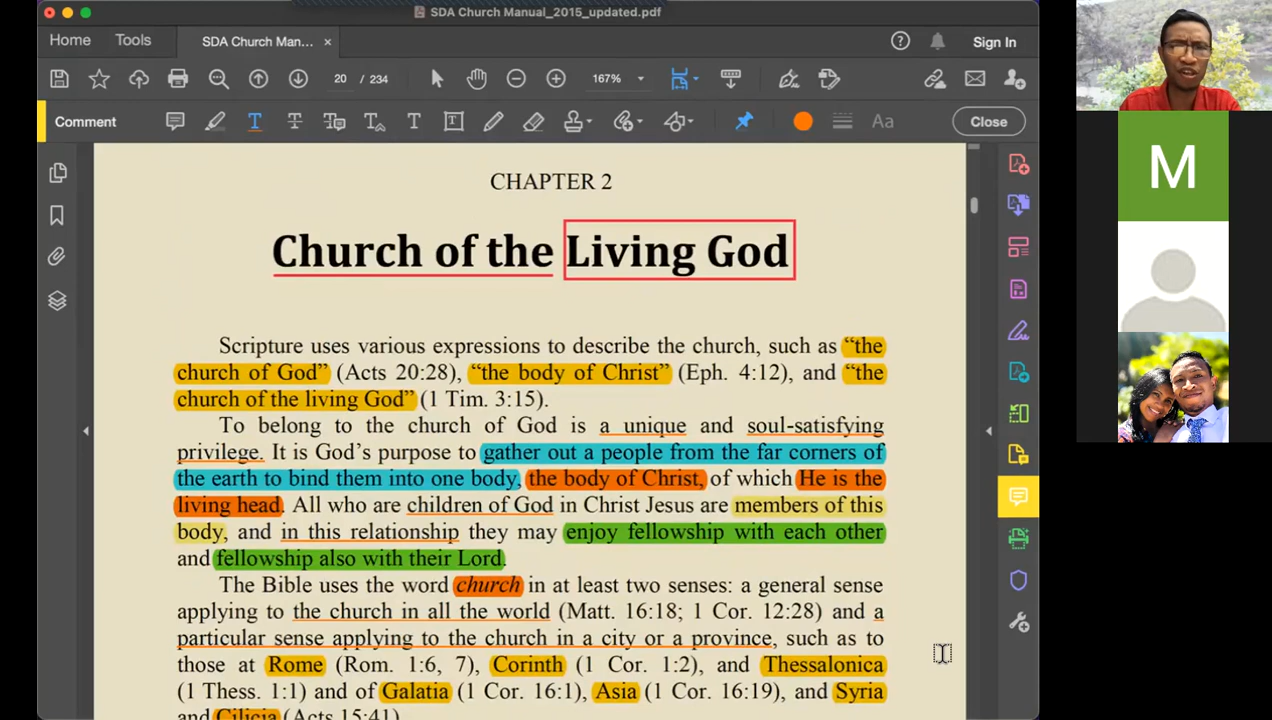 SDA Church Manual_2015_updated.pdf
Home Tools SDA Church Man... × Sign In
20 / 234 167%
Comment Aa Close
CHAPTER 2
Church of the Living God
Scripture uses various expressions to describe the church, such as “the
church of God” (Acts 20:28), “the body of Christ” (Eph. 4:12), and “the
church of the living God” (1 Tim. 3:15).
To belong to the church of God is a unique and soul-satisfying
privilege. It is God’s purpose to gather out a people from the far corners of
the earth to bind them into one body, the body of Christ, of which He is the
living head. All who are children of God in Christ Jesus are members of this
body, and in this relationship they may enjoy fellowship with each other
and fellowship also with their Lord.
The Bible uses the word church in at least two senses: a general sense
applying to the church in all the world (Matt. 16:18; 1 Cor. 12:28) and a
particular sense applying to the church in a city or a province, such as to
those at Rome (Rom. 1:6, 7), Corinth (1 Cor. 1:2), and Thessalonica
(1 Thess. 1:1) and of Galatia (1 Cor. 16:1), Asia (1 Cor. 16:19), and Syria
and Cilicia (Acts 15:41).
M